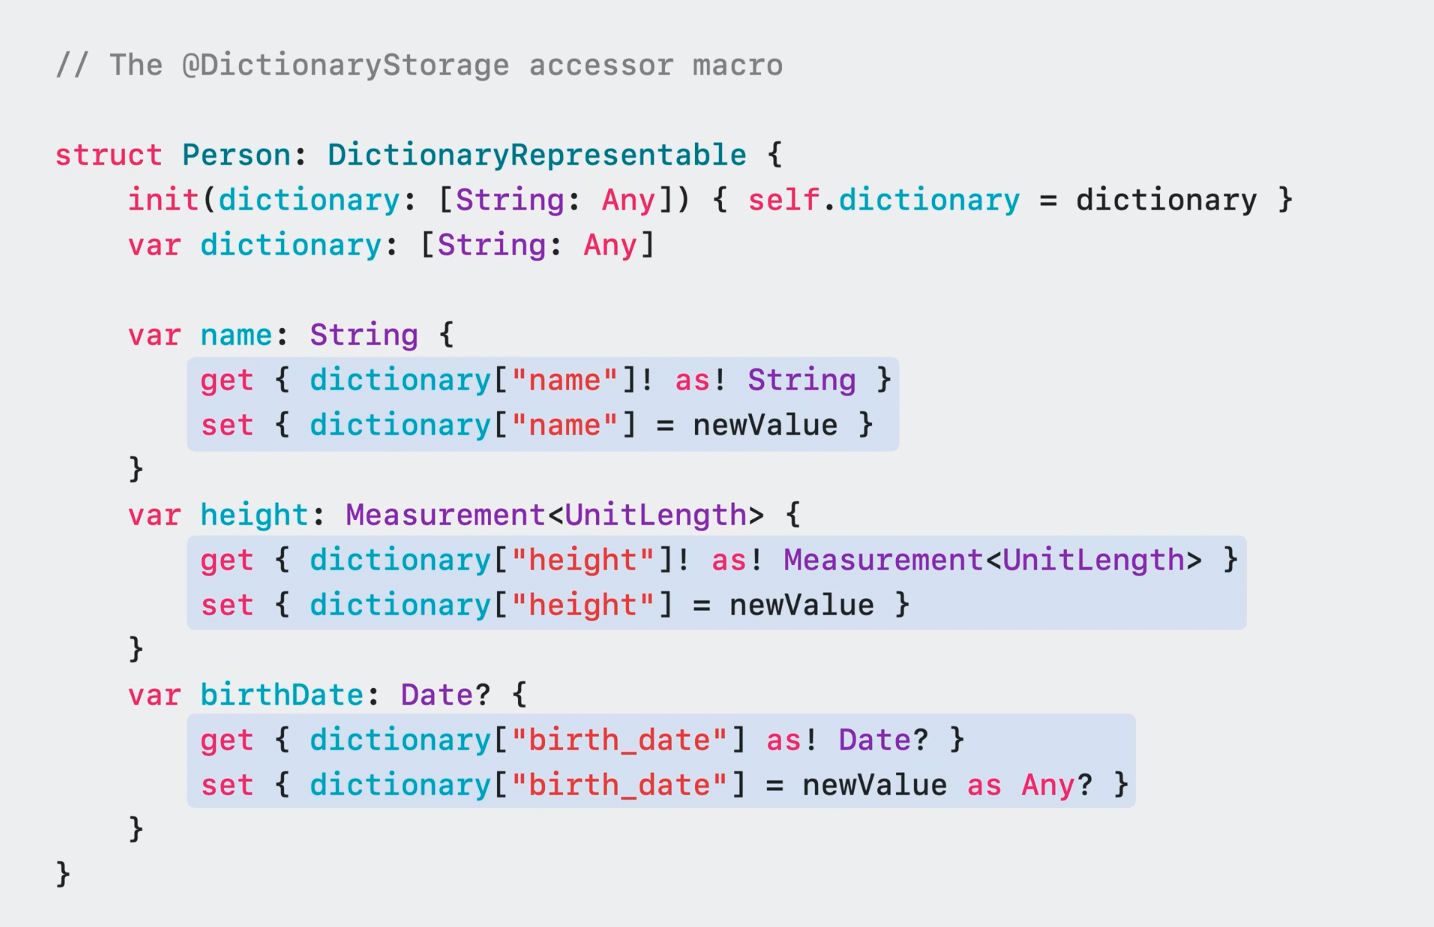 // The @DictionaryStorage accessor macro
struct Person: DictionaryRepresentable {
init(dictionary: [String: Any]) { self.dictionary = dictionary }
var dictionary: [String: Any]
var name: String {
get { dictionary["name"]! as! String }
set { dictionary["name"] = newValue }
}
var height: Measurement<UnitLength> {
get { dictionary["height"]! as! Measurement<UnitLength> }
set { dictionary["height"] = newValue }
}
var birthDate: Date? {
get { dictionary["birth_date"] as! Date? }
set { dictionary["birth_date"] = newValue as Any? }
}
}